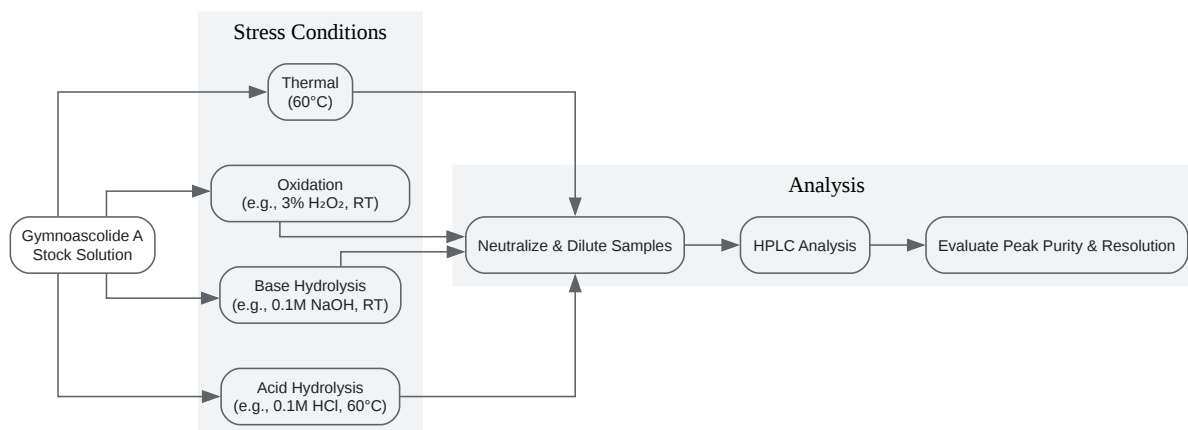 Stress Conditions
Thermal
(60°C)
Oxidation
(e.g., 3% H₂O₂, RT)
Analysis
Gymnoascolide A
Stock Solution
Neutralize & Dilute Samples
HPLC Analysis
Evaluate Peak Purity & Resolution
Base Hydrolysis
(e.g., 0.1M NaOH, RT)
Acid Hydrolysis
(e.g., 0.1M HCl, 60°C)